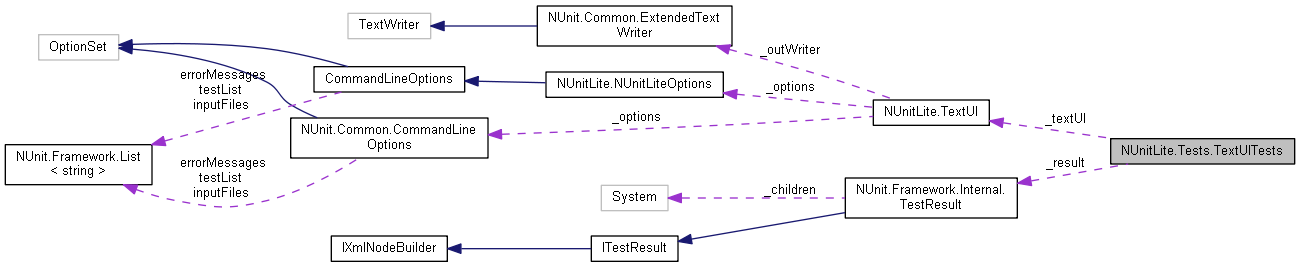 TextWriter
NUnit.Common.ExtendedText
Writer
OptionSet
_outWriter
errorMessages
testList
inputFiles
CommandLineOptions
NUnitLite.NUnitLiteOptions
_options
NUnitLite.TextUI
NUnit.Common.CommandLine
Options
_options
_textUI
NUnitLite.Tests.TextUITests
NUnit.Framework.List
< string >
errorMessages
testList
inputFiles
_result
System
_children
NUnit.Framework.Internal.
TestResult
IXmlNodeBuilder
ITestResult